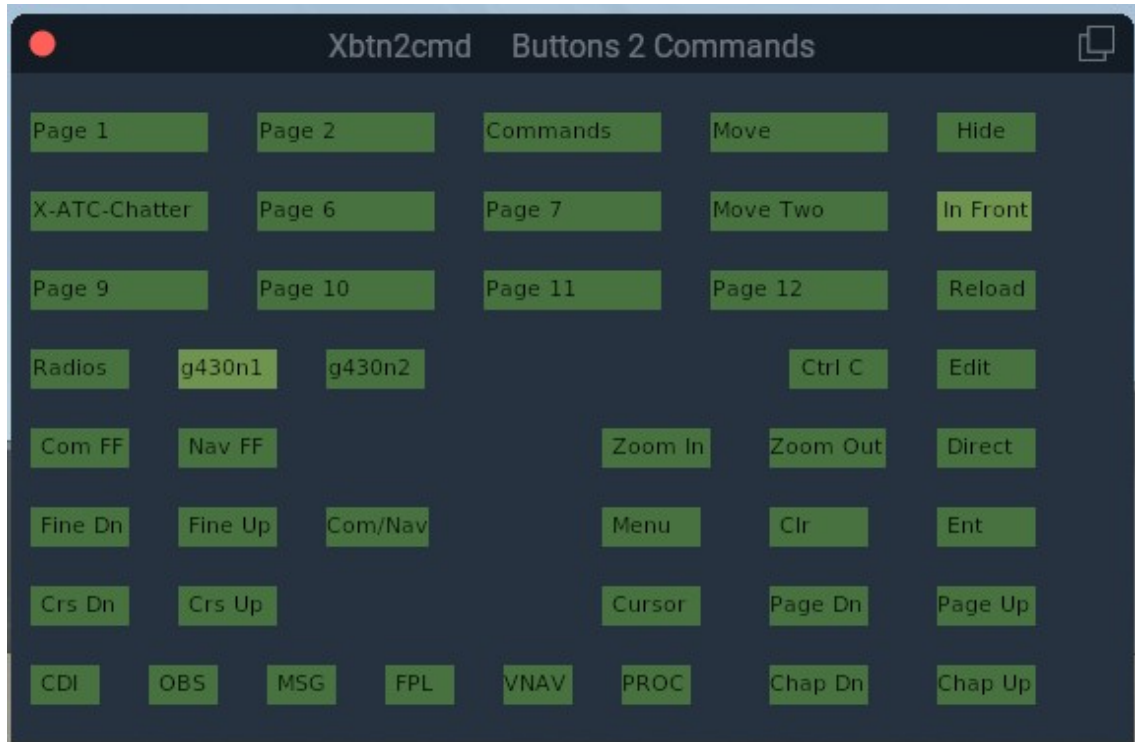 Xbtn2cmd Buttons 2 Commands
Page 1 Page 2 Commands Move Hide
X-ATC-Chatter Page 6 Page 7 Move Two In Front
Page 9 Page 10 Page 11 Page 12 Reload
Radios g430n1 g430n2 Ctrl C Edit
Com FF Nav FF Zoom In Zoom Out Direct
Fine Dn Fine Up Com/Nav Menu Clr Ent
Crs Dn Crs Up Cursor Page Dn Page Up
CDI OBS MSG FPL VNAV PROC Chap Dn Chap Up